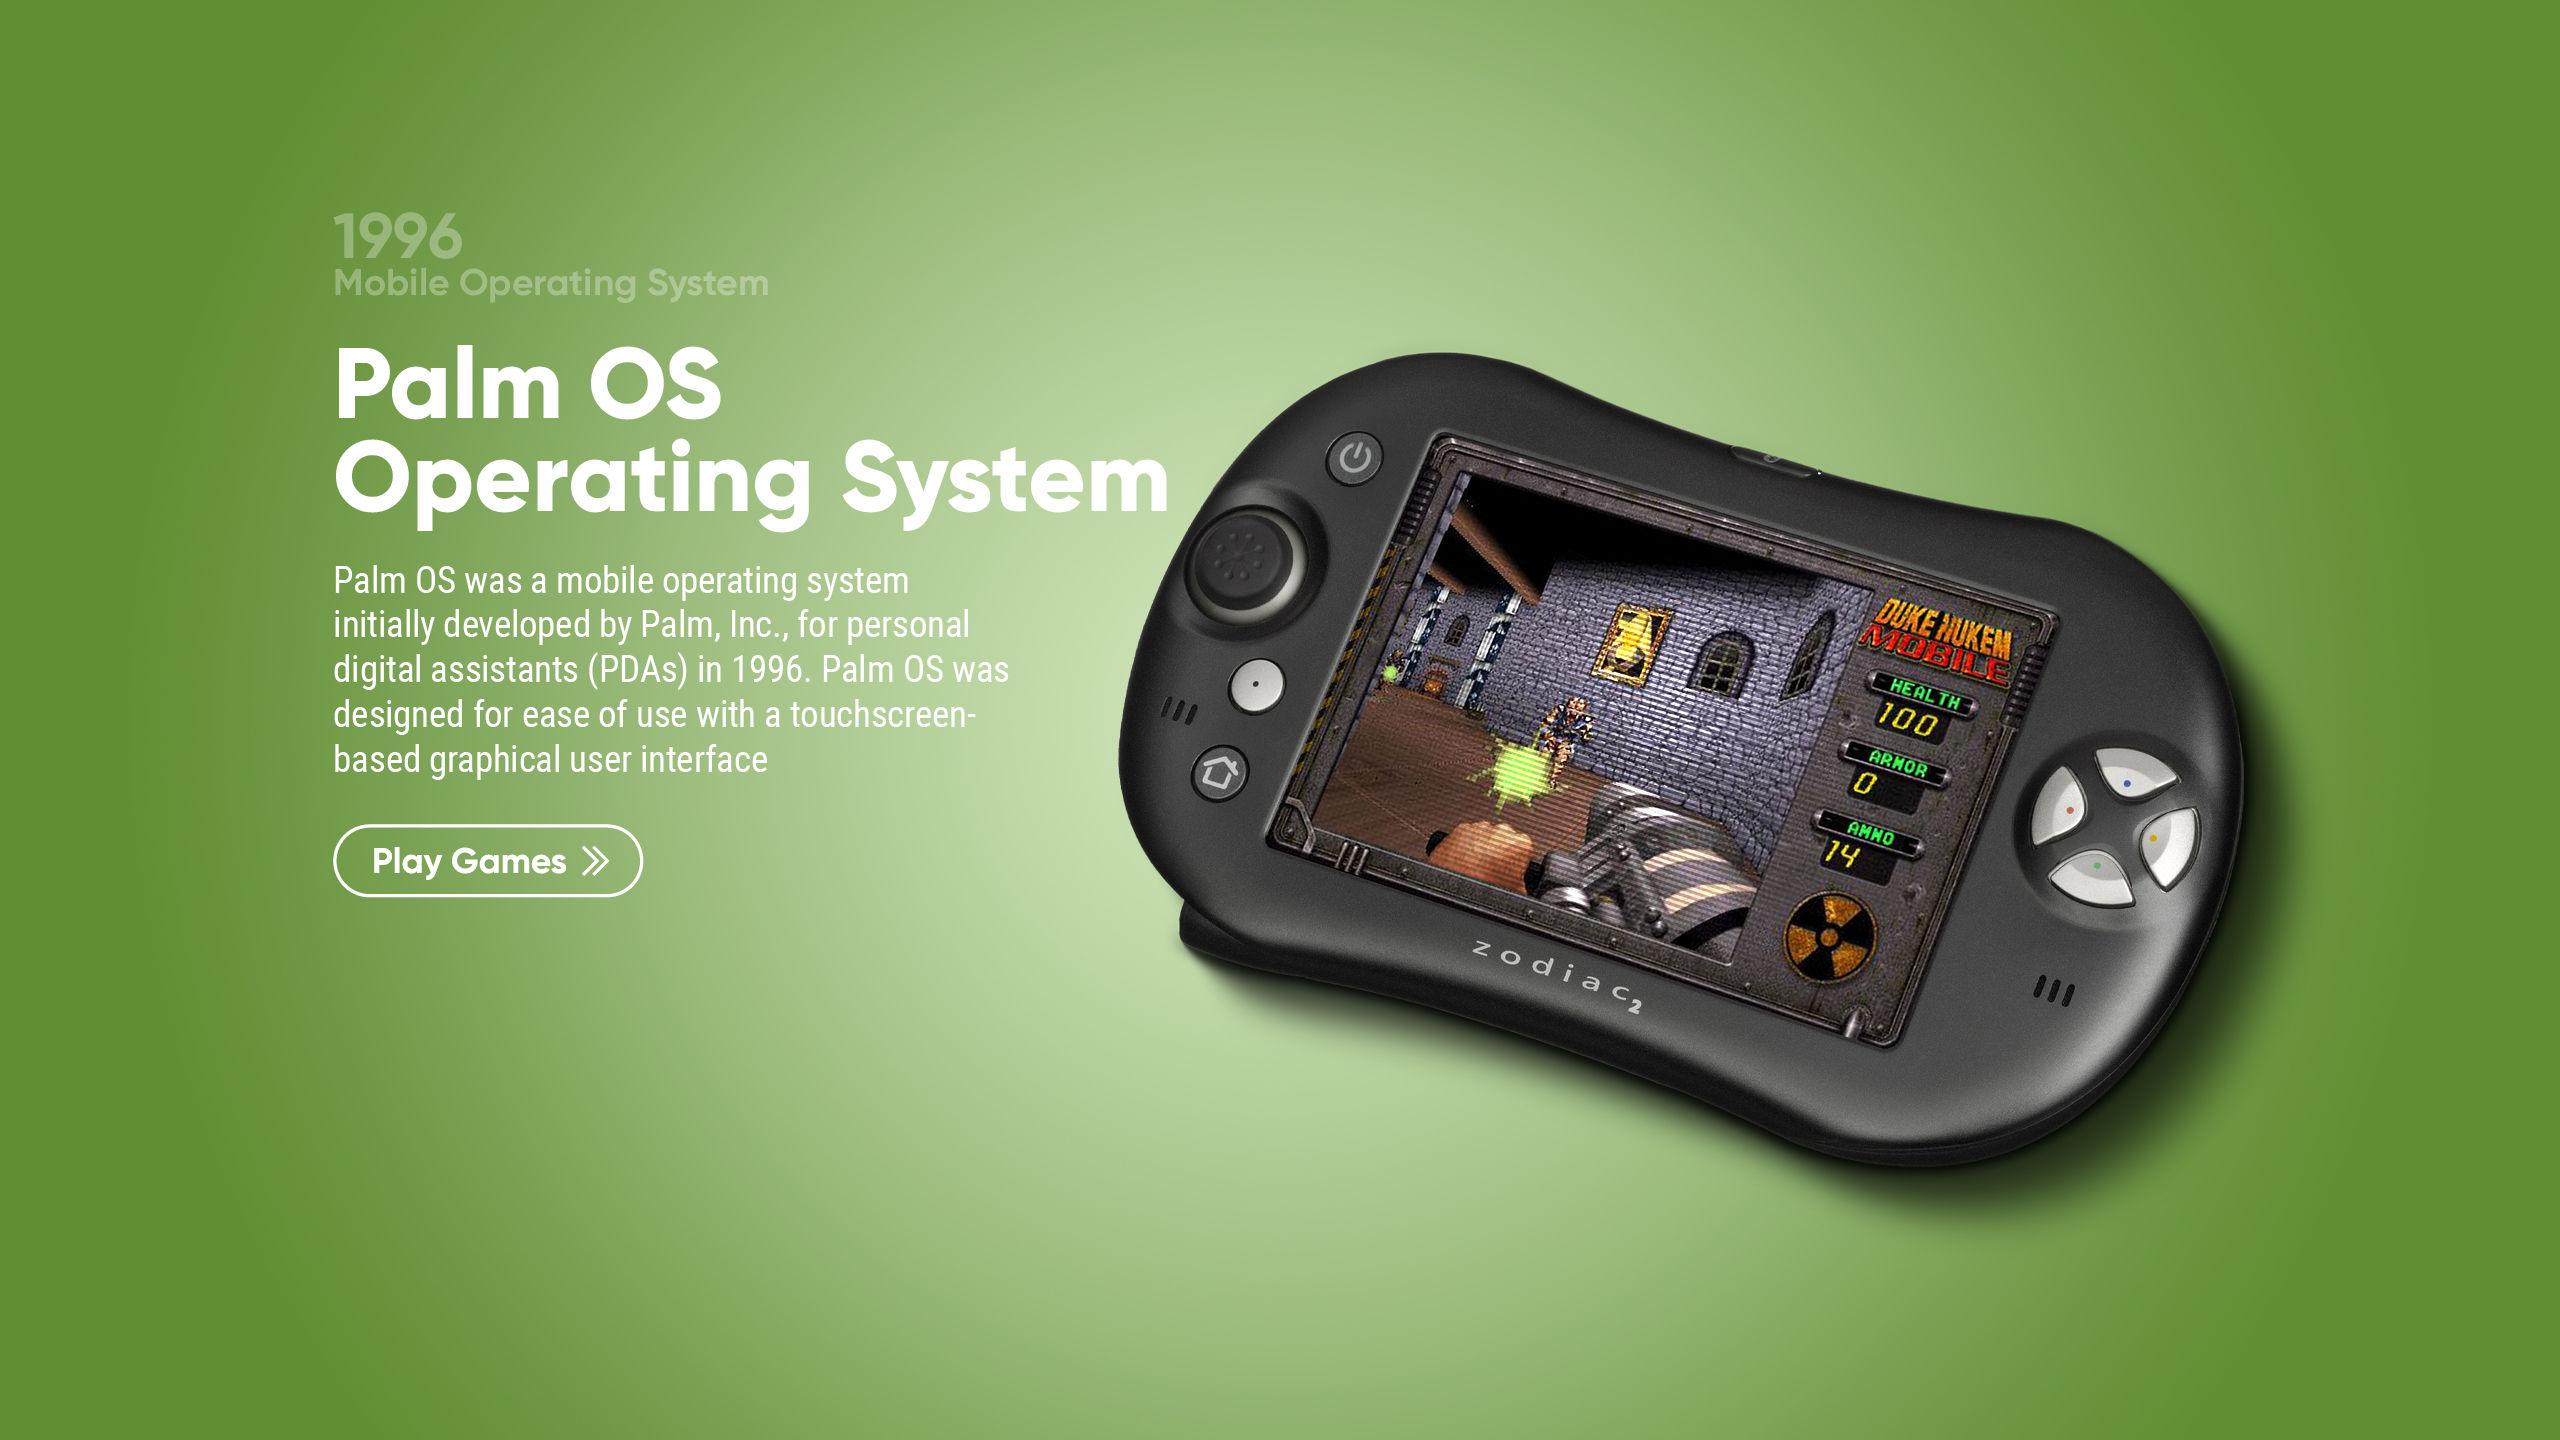 1996
Mobile Operating System
Palm OS
Operating System
Palm OS was a mobile operating system
initially developed by Palm, Inc., for personal
digital assistants (PDAs) in 1996. Palm OS was
designed for ease of use with a touchscreen-
based graphical user interface
Play Games
DUKE NUKEM
MOBILE
HEALTH
100
ARMOR
0
AMMO
14
zodiac2